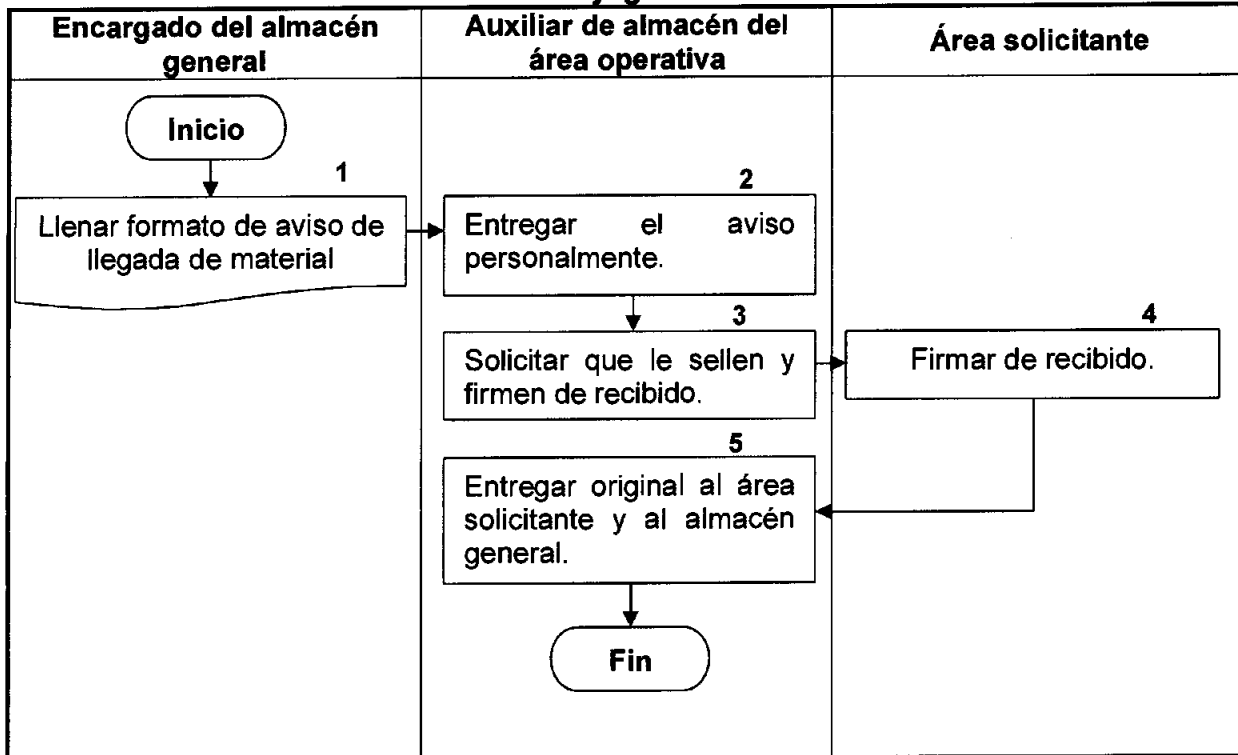 Encargado del almacén
general
Auxiliar de almacén del
área operativa
Área solicitante
Inicio
1
Llenar formato de aviso de
llegada de material
2
Entregar el aviso
personalmente.
3
Solicitar que le sellen y
firmen de recibido.
4
Firmar de recibido.
5
Entregar original al área
solicitante y al almacén
general.
Fin